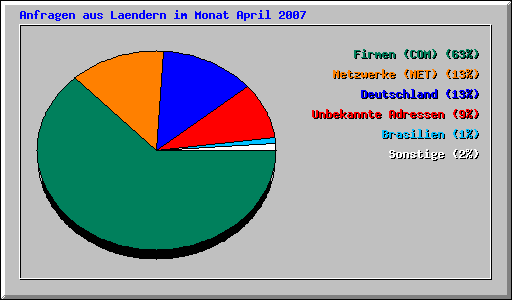 Anfragen aus Laendern im Monat April 2007
Firmen (COM) (63%)
Netzwerke (NET) (13%)
Deutschland (13%)
Unbekannte Adressen (9%)
Brasilien (1%)
Sonstige (2%)